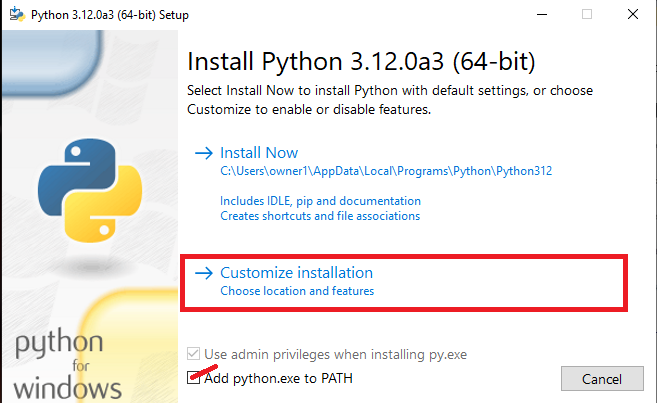 Python 3.12.0a3 (64-bit) Setup
Install Python 3.12.0a3 (64-bit)
Select Install Now to install Python with default settings, or choose
Customize to enable or disable features.
Install Now
C:\Users\owner1\AppData\Local\Programs\Python\Python312
Includes IDLE, pip and documentation
Creates shortcuts and file associations
Customize installation
Choose location and features
python
for
windows
Use admin privileges when installing py.exe
Add python.exe to PATH
Cancel